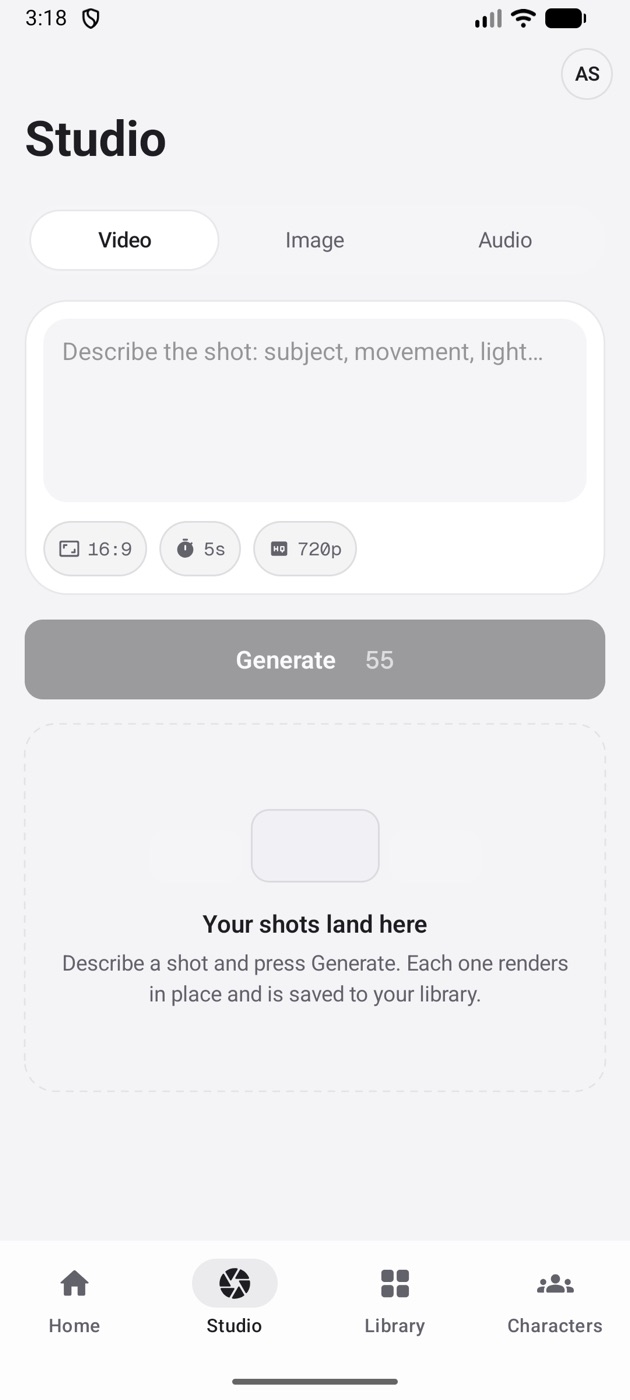 3:18
AS
Studio
Video Image Audio
Describe the shot: subject, movement, light…
16:9 5s HQ 720p
Generate 55
Your shots land here
Describe a shot and press Generate. Each one renders
in place and is saved to your library.
Home Studio Library Characters